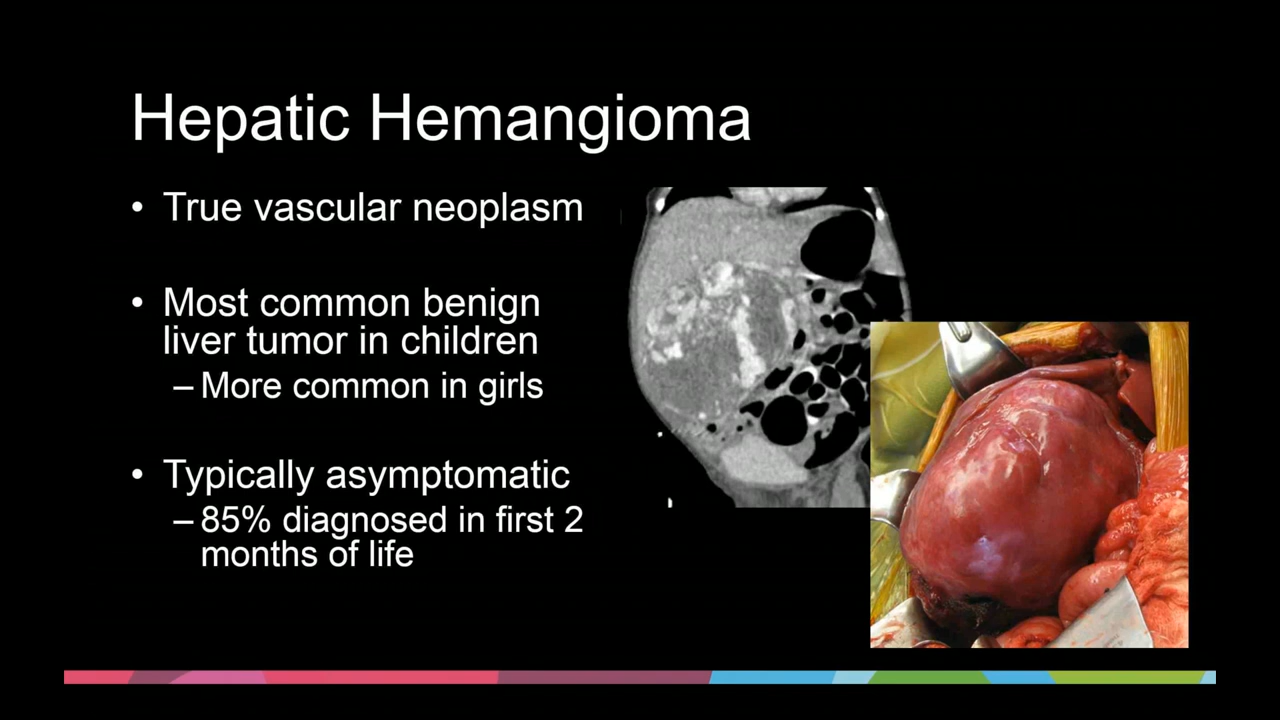 Hepatic Hemangioma
• True vascular neoplasm
• Most common benign
liver tumor in children
– More common in girls
• Typically asymptomatic
– 85% diagnosed in first 2
months of life